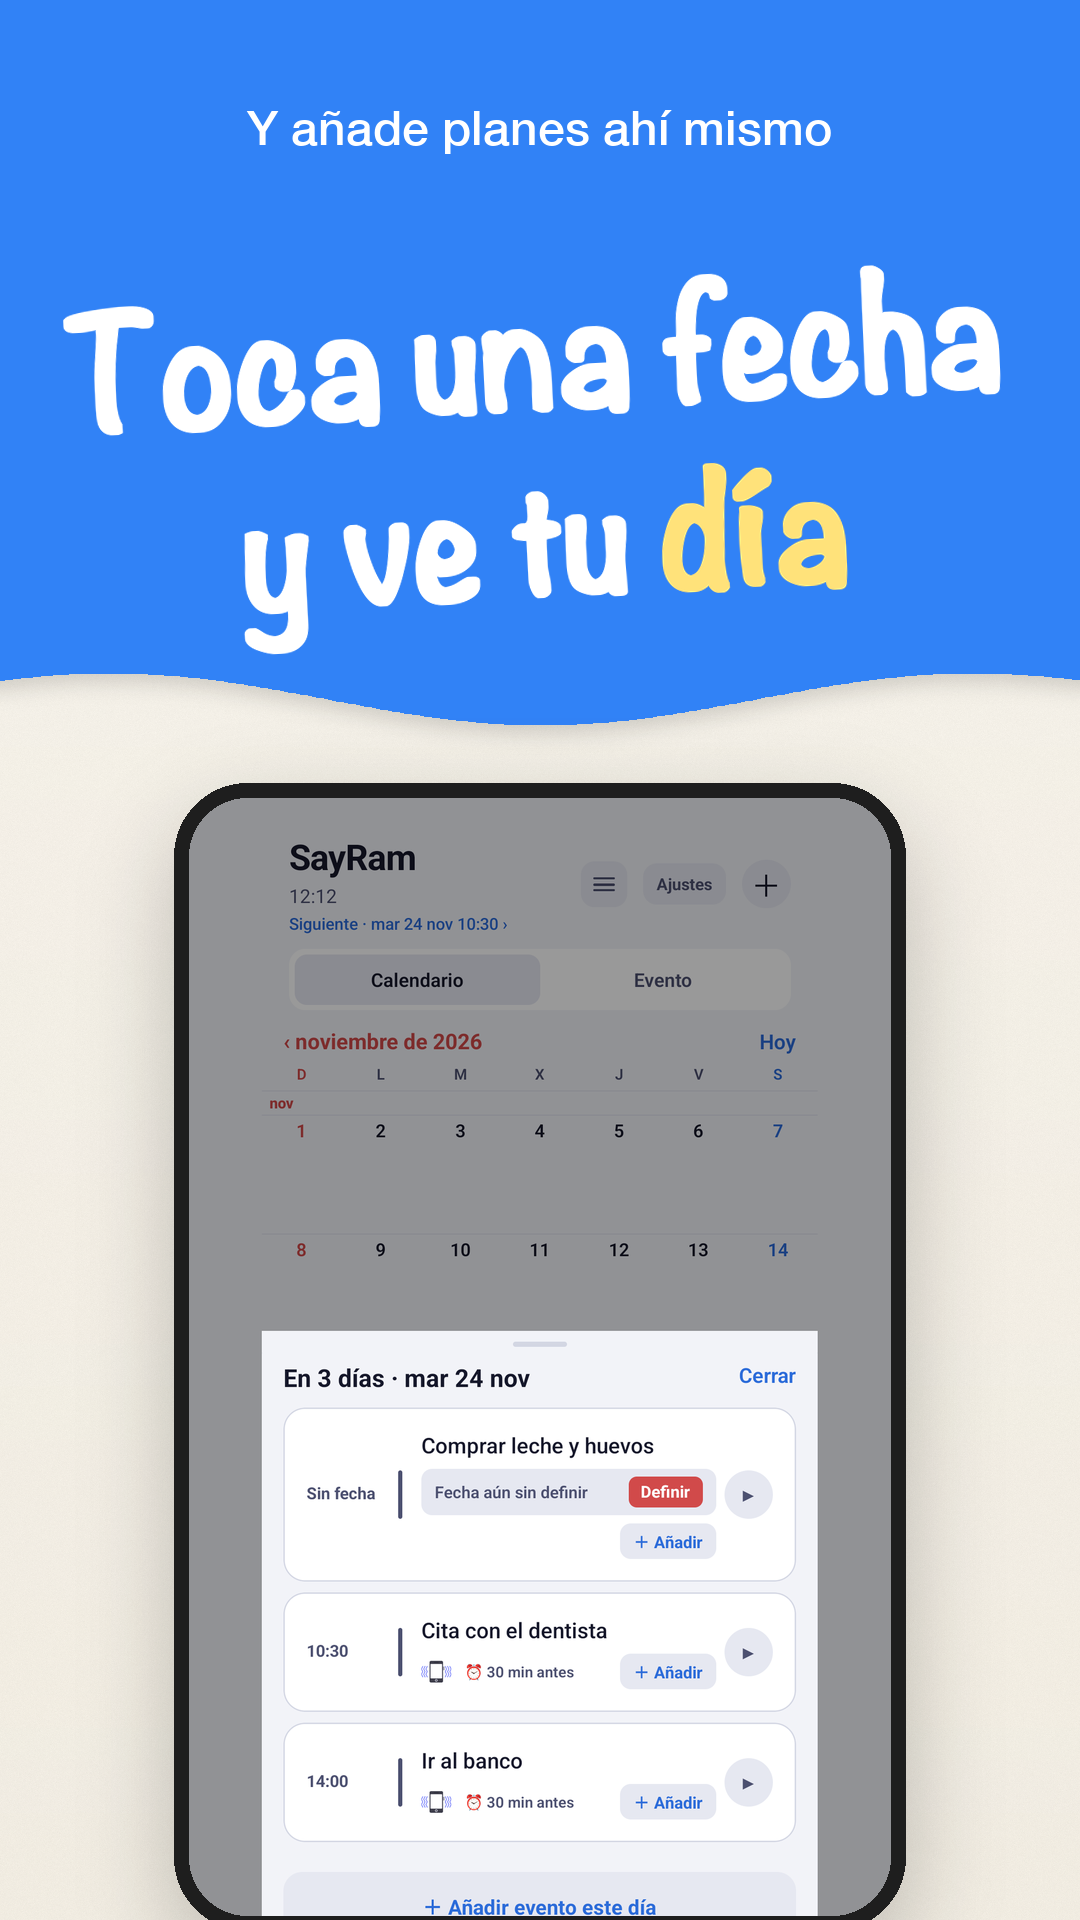 Y añade planes ahí mismo
Toca una fecha
y ve tu día
SayRam
12:12
Siguiente · mar 24 nov 10:30 ›
Ajustes
+
Calendario
Evento
‹ noviembre de 2026
Hoy
D L M X J V S
nov
1 2 3 4 5 6 7
8 9 10 11 12 13 14
En 3 días · mar 24 nov
Cerrar
Comprar leche y huevos
Sin fecha
Fecha aún sin definir
Definir
+ Añadir
Cita con el dentista
10:30
30 min antes
+ Añadir
Ir al banco
14:00
30 min antes
+ Añadir
+ Añadir evento este día